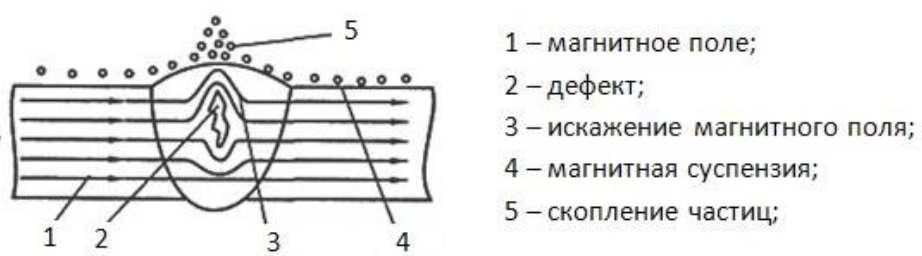 5
1 – магнитное поле;
2 – дефект;
3 – искажение магнитного поля;
4 – магнитная суспензия;
5 – скопление частиц;
1 2 3 4